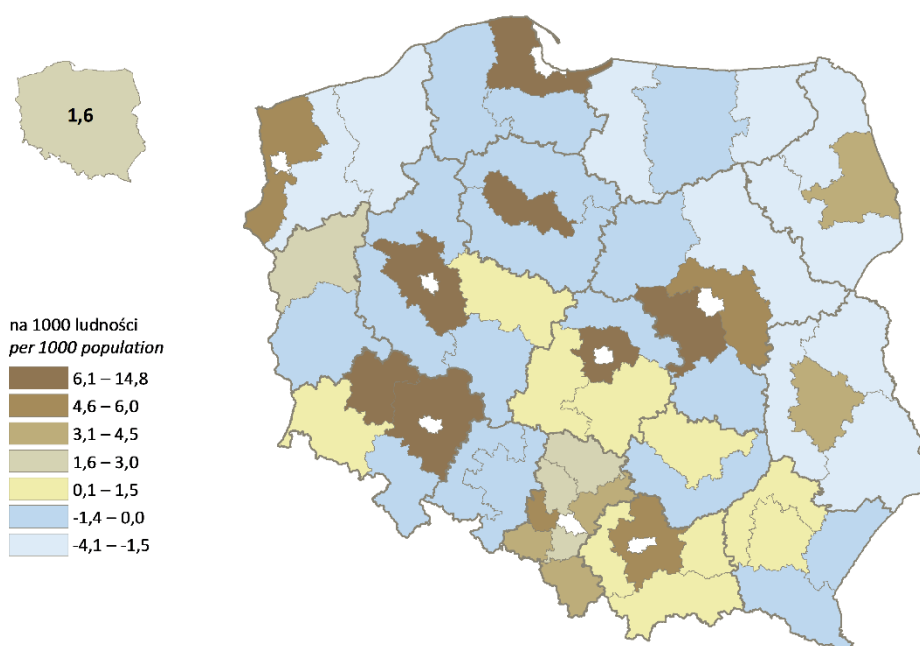 1,6
na 1000 ludności
per 1000 population
6,1 – 14,8
4,6 – 6,0
3,1 – 4,5
1,6 – 3,0
0,1 – 1,5
-1,4 – 0,0
-4,1 – -1,5